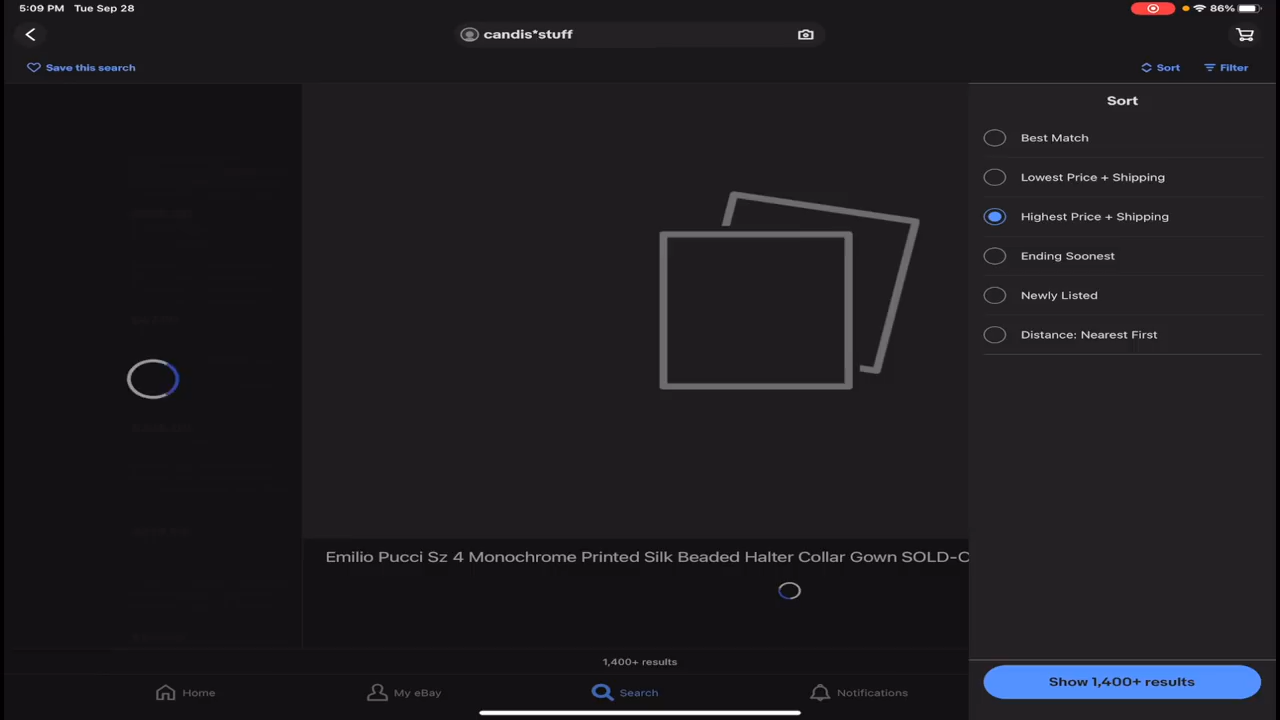 5:09 PM Tue Sep 28
86%
candis*stuff
Save this search
Sort
Filter
Sort
Best Match
Lowest Price + Shipping
Highest Price + Shipping
Ending Soonest
Newly Listed
Distance: Nearest First
Emilio Pucci Sz 4 Monochrome Printed Silk Beaded Halter Collar Gown SOLD-C
1,400+ results
Show 1,400+ results
Home
My eBay
Search
Notifications